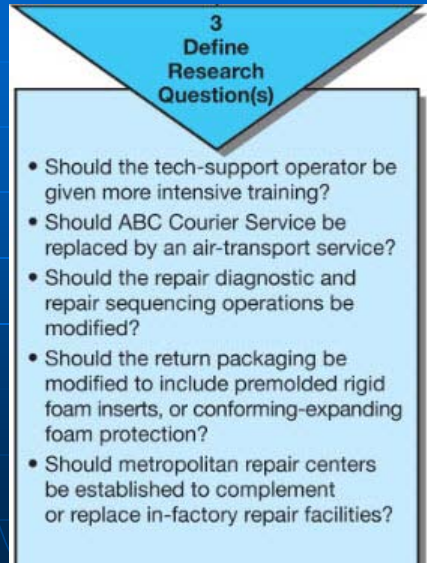 3
Define
Research
Question(s)
• Should the tech-support operator be
given more intensive training?
• Should ABC Courier Service be
replaced by an air-transport service?
• Should the repair diagnostic and
repair sequencing operations be
modified?
• Should the return packaging be
modified to include premolded rigid
foam inserts, or conforming-expanding
foam protection?
• Should metropolitan repair centers
be established to complement
or replace in-factory repair facilities?